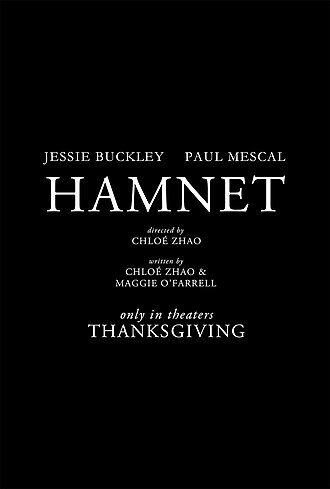 JESSIE BUCKLEY PAUL MESCAL
HAMNET
directed by
CHLOÉ ZHAO
written by
CHLOÉ ZHAO &
MAGGIE O'FARRELL
only in theaters
THANKSGIVING